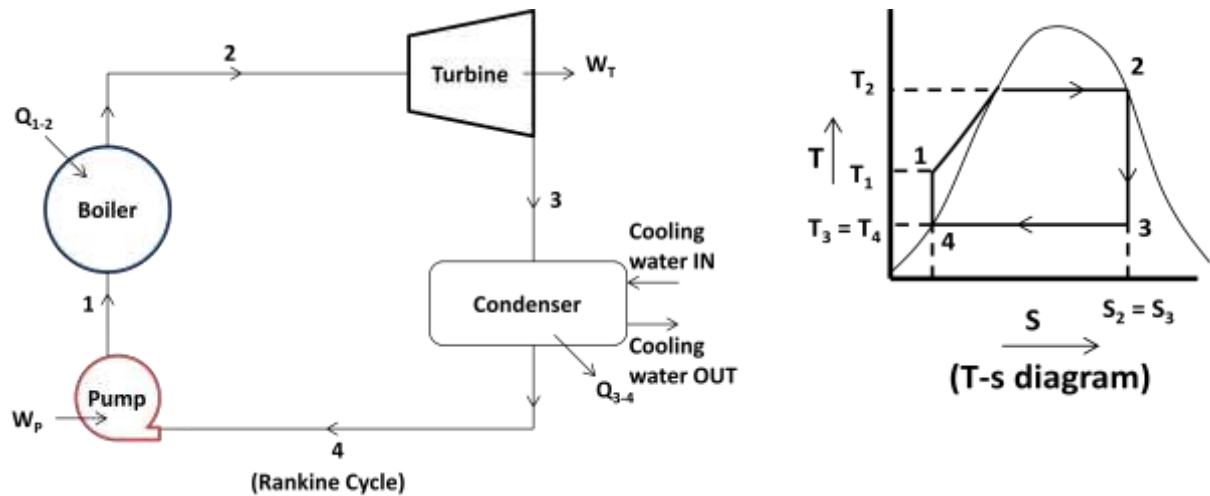 2
Turbine
W_T
Q_1-2
Boiler
3
Cooling
water IN
Condenser
1
Cooling
water OUT
Q_3-4
Pump
W_P
4
(Rankine Cycle)
2
T_2
1
T
T_1
T_3 = T_4
4
3
S_2 = S_3
S
(T-s diagram)